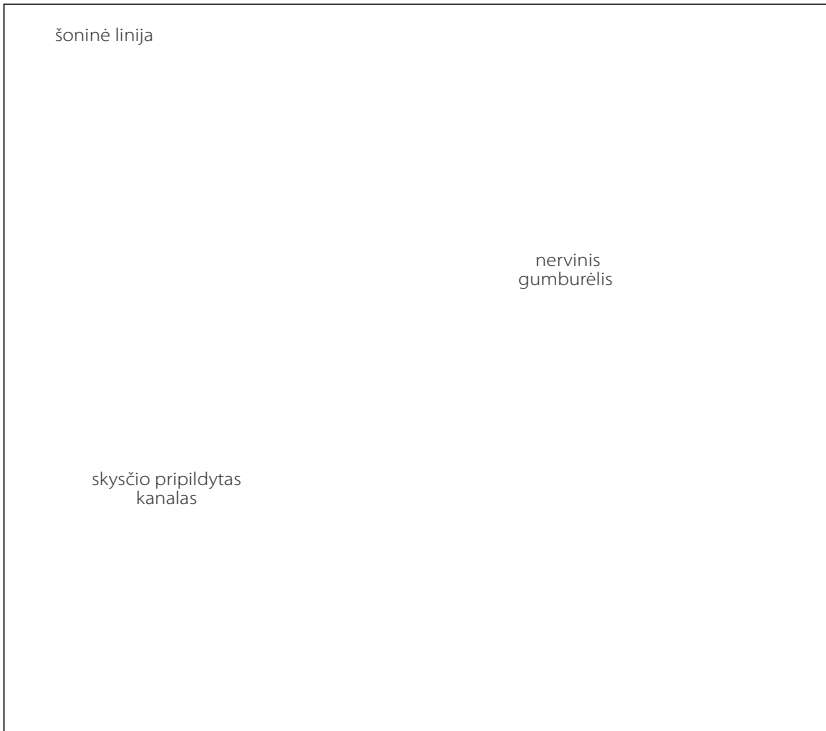 šoninė linija
nervinis
gumburėlis
skysčio pripildytas
kanalas